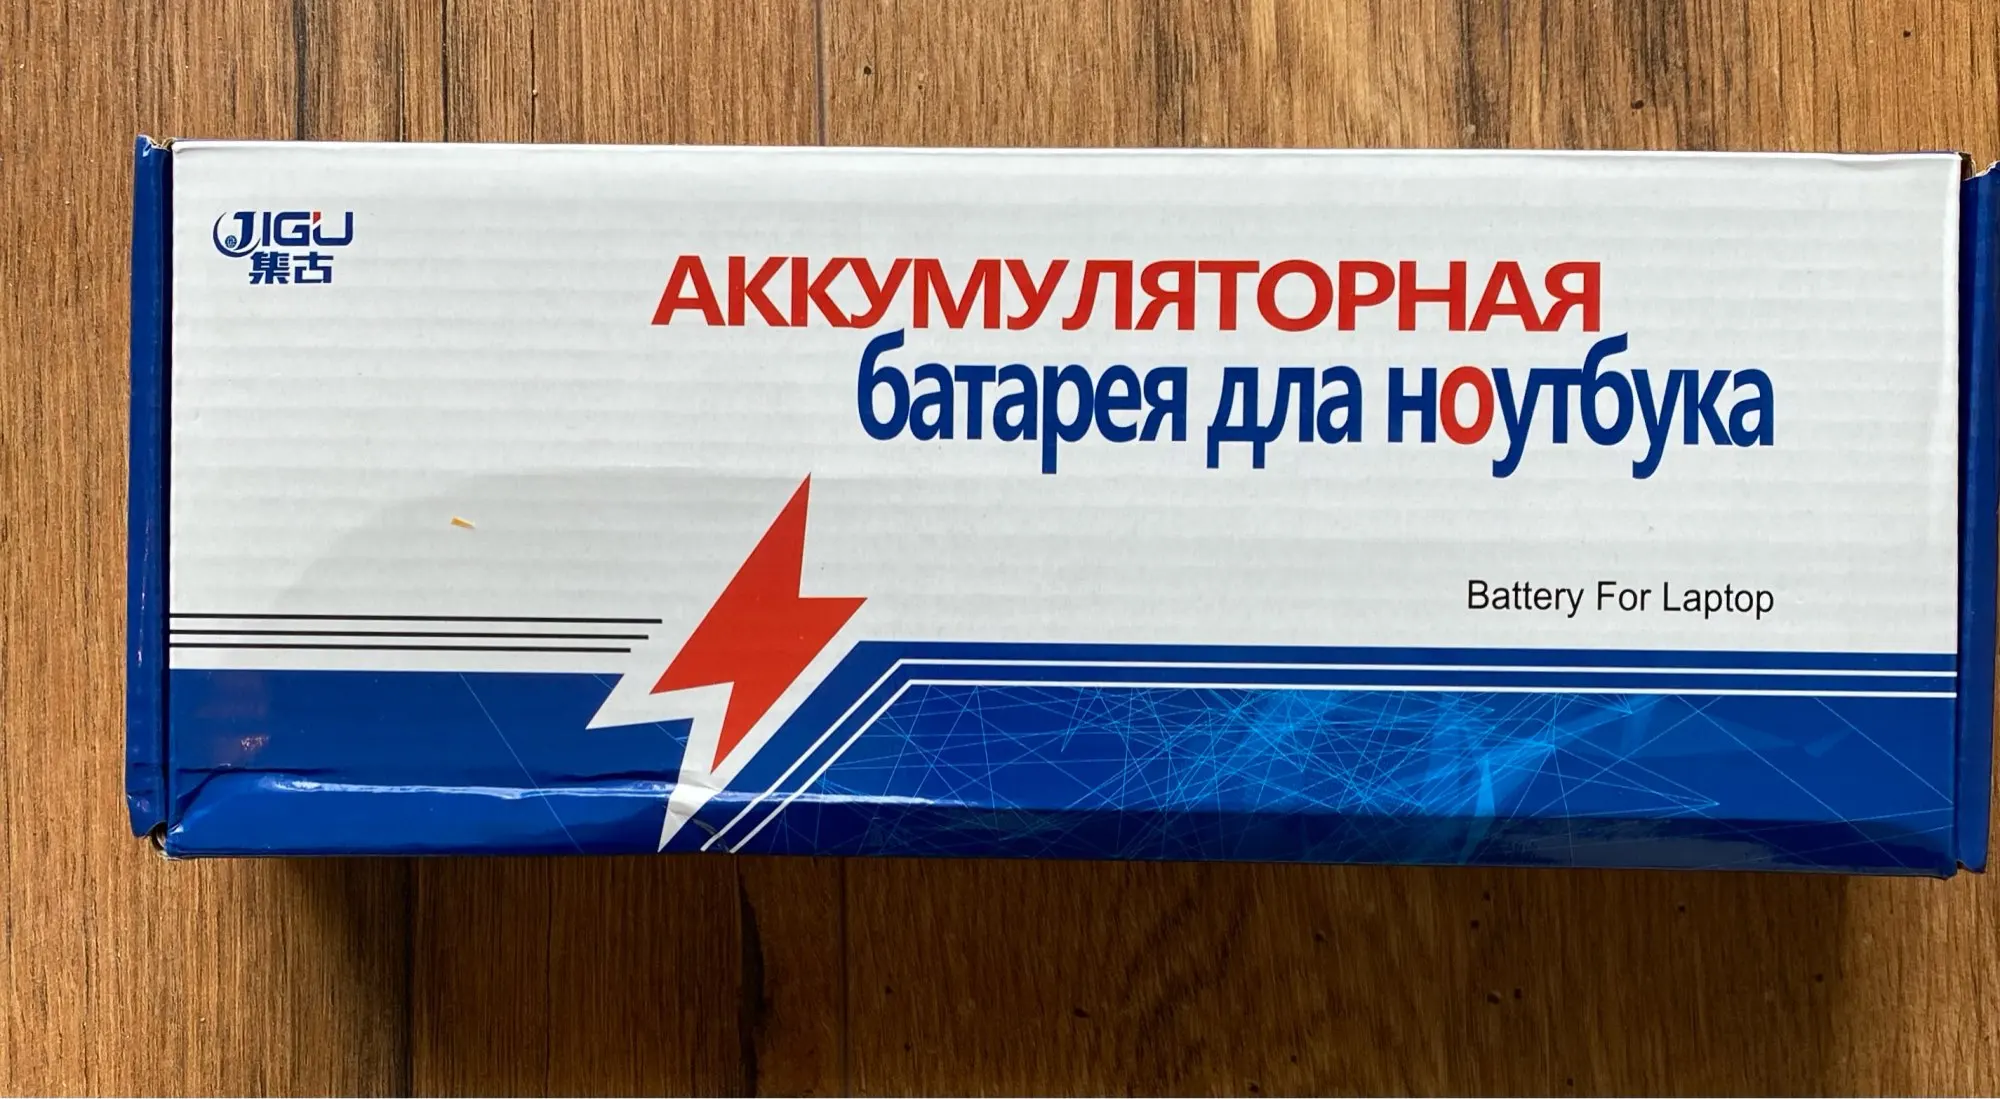 JIGU
集古
АККУМУЛЯТОРНАЯ
батарея дла ноутбука
Battery For Laptop